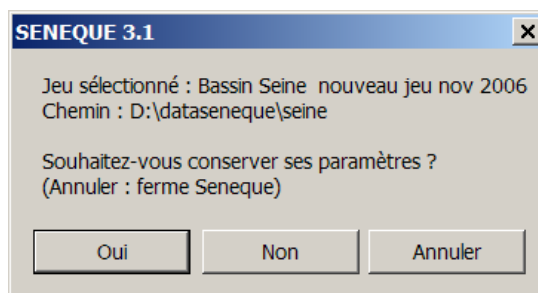 SENEQUE 3.1
Jeu sélectionné : Bassin Seine  nouveau jeu nov 2006
Chemin : D:\dataseneque\seine
Souhaitez-vous conserver ses paramètres ?
(Annuler : ferme Seneque)
Oui Non Annuler